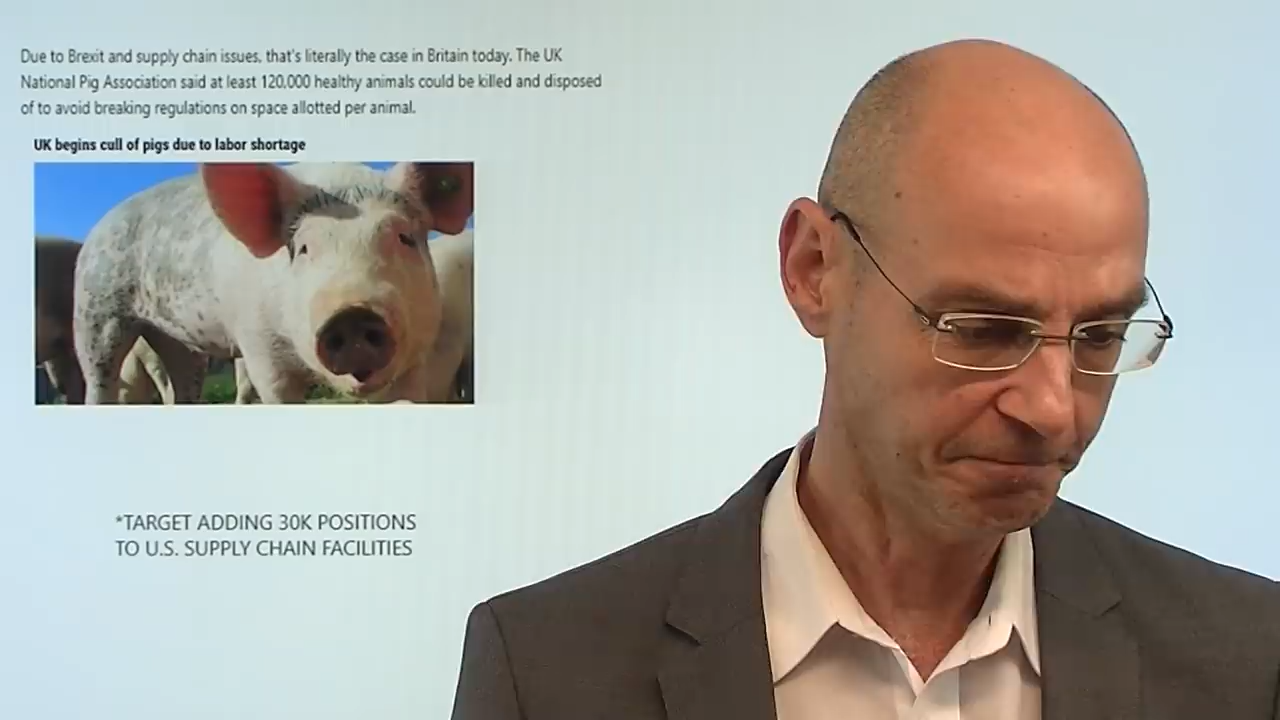 Due to Brexit and supply chain issues, that's literally the case in Britain today. The UK
National Pig Association said at least 120,000 healthy animals could be killed and disposed
of to avoid breaking regulations on space allotted per animal.
UK begins cull of pigs due to labor shortage
*TARGET ADDING 30K POSITIONS
TO U.S. SUPPLY CHAIN FACILITIES